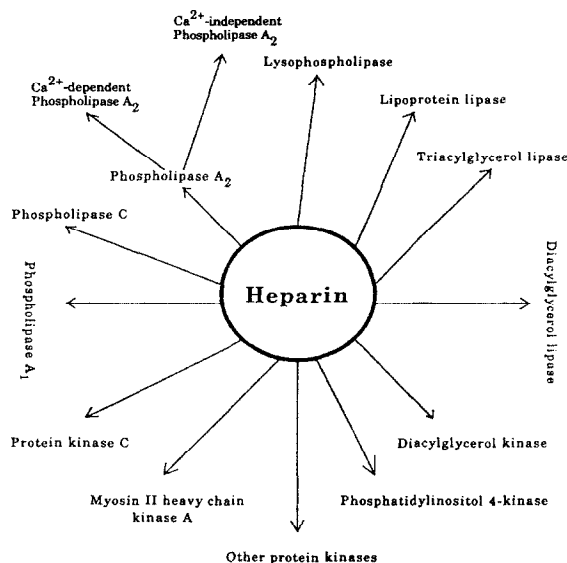 Ca2+-independent
Phospholipase A2
Lysophospholipase
Ca2+-dependent
Phospholipase A2
Lipoprotein lipase
Triacylglycerol lipase
Phospholipase A2
Phospholipase C
Heparin
Phospholipase A1
Diacylglycerol lipase
Protein kinase C
Diacylglycerol kinase
Myosin II heavy chain
kinase A
Phosphatidylinositol 4-kinase
Other protein kinases